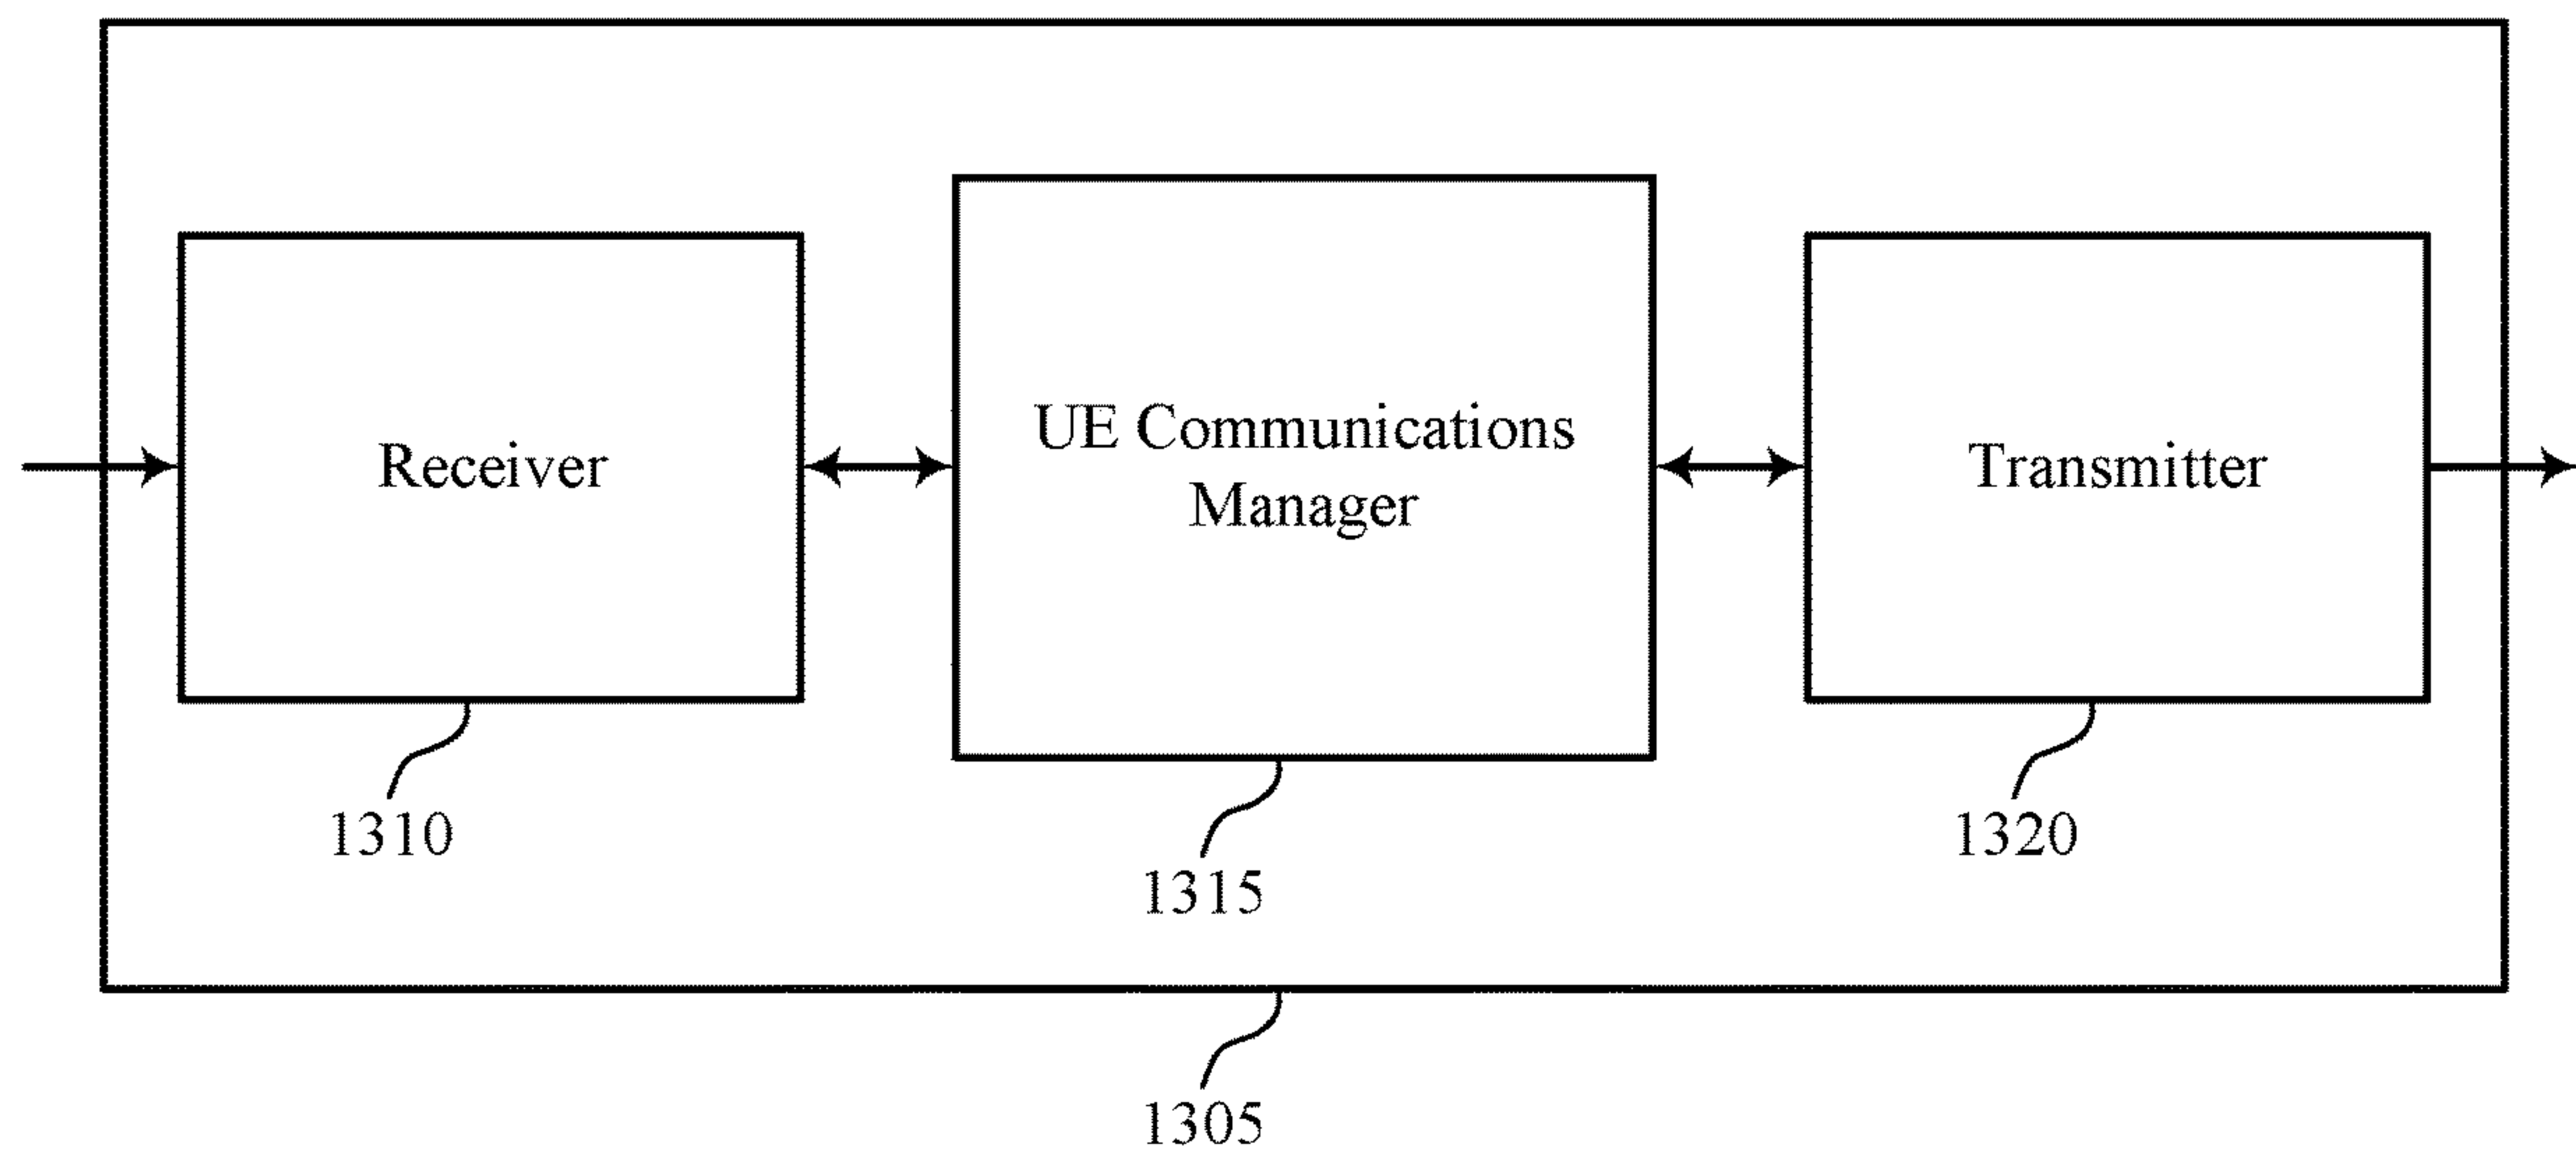 Receiver
UE Communications
Manager
Transmitter
1310
1315
1320
1305